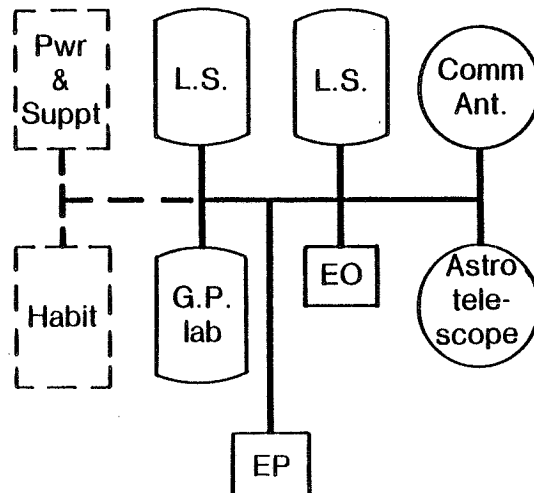 Pwr
&
Suppt
L.S.
L.S.
Comm
Ant.
Habit
G.P.
lab
EO
Astro
tele-
scope
EP